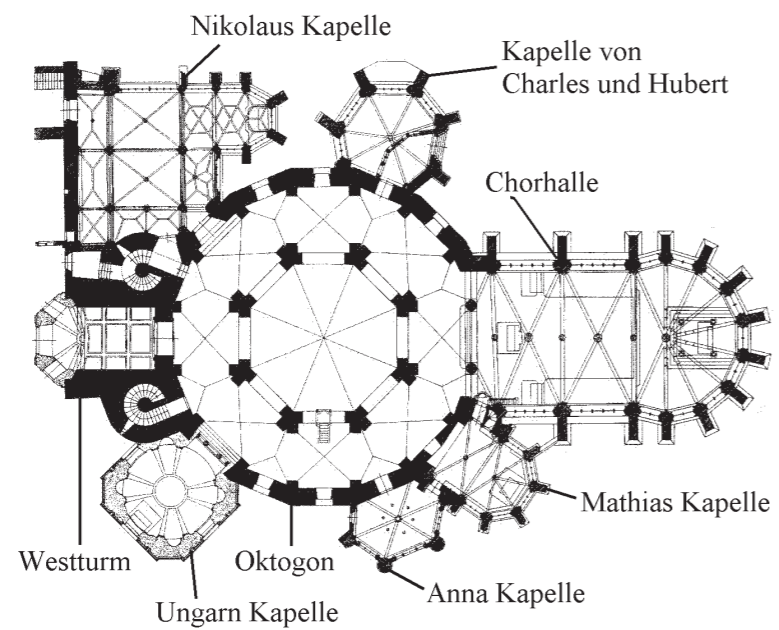 Nikolaus Kapelle
Kapelle von
Charles und Hubert
Chorhalle
Mathias Kapelle
Westturm
Oktogon
Anna Kapelle
Ungarn Kapelle